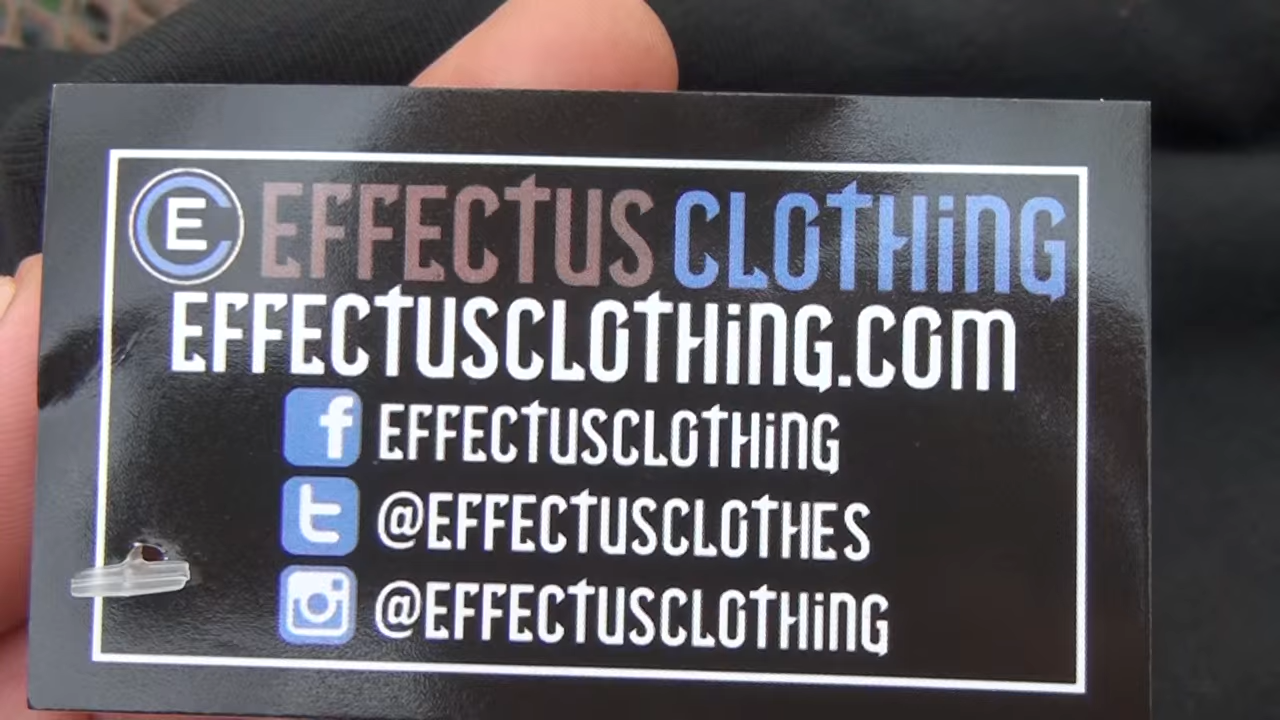 E EFFECTUS CLOTHiNG
EFFECTUSCLOTHiNG.COM
f EFFECTUSCLOTHiNG
t @EFFECTUSCLOTHES
@EFFECTUSCLOTHiNG